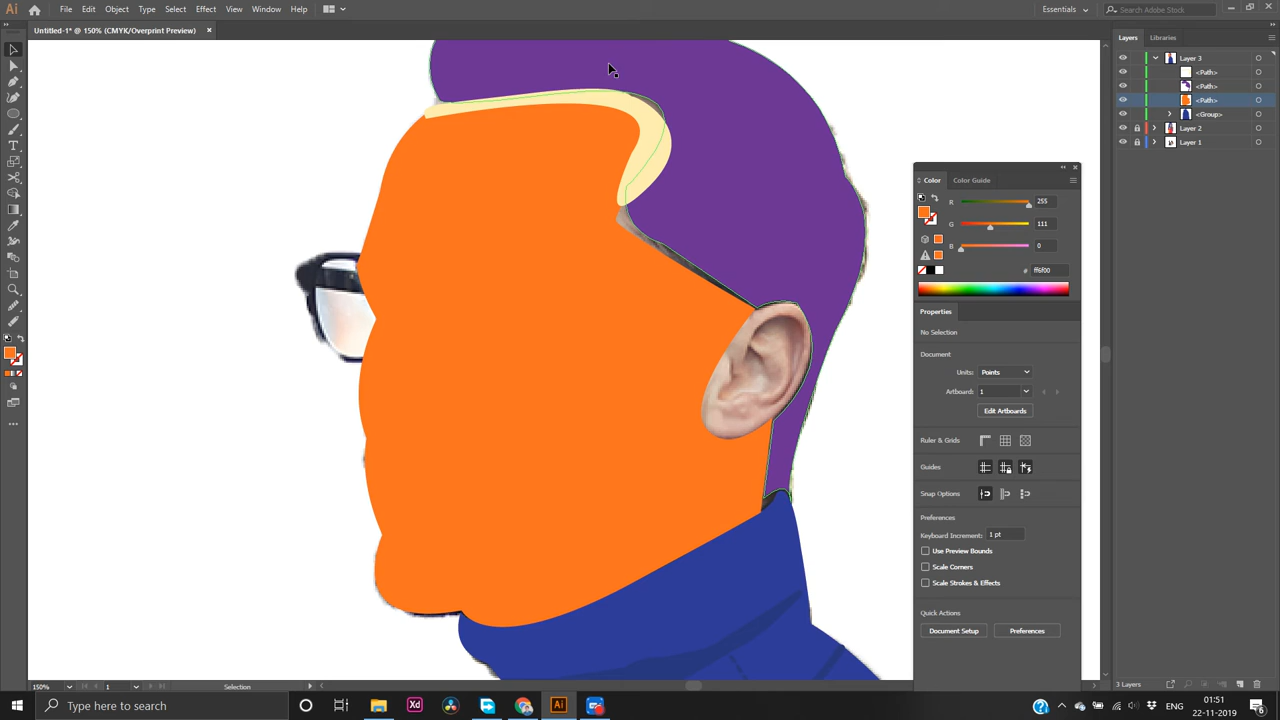 Ai File Edit Object Type Select Effect View Window Help Essentials Search Adobe Stock
Untitled-1* @ 150% (CMYK/Overprint Preview) ×
Layers Libraries
Layer 3
<Path>
<Path>
<Path>
<Group>
Layer 2
Layer 1
Color Color Guide
R 255
G 111
B 0
# ff6f00
Properties
No Selection
Document
Units: Points
Artboard: 1
Edit Artboards
Ruler & Grids
Guides
Snap Options
Preferences
Keyboard Increment: 1 pt
Use Preview Bounds
Scale Corners
Scale Strokes & Effects
Quick Actions
Document Setup Preferences
150% 1 Selection 3 Layers
Type here to search Xd Ai ENG 01:51
22-11-2019